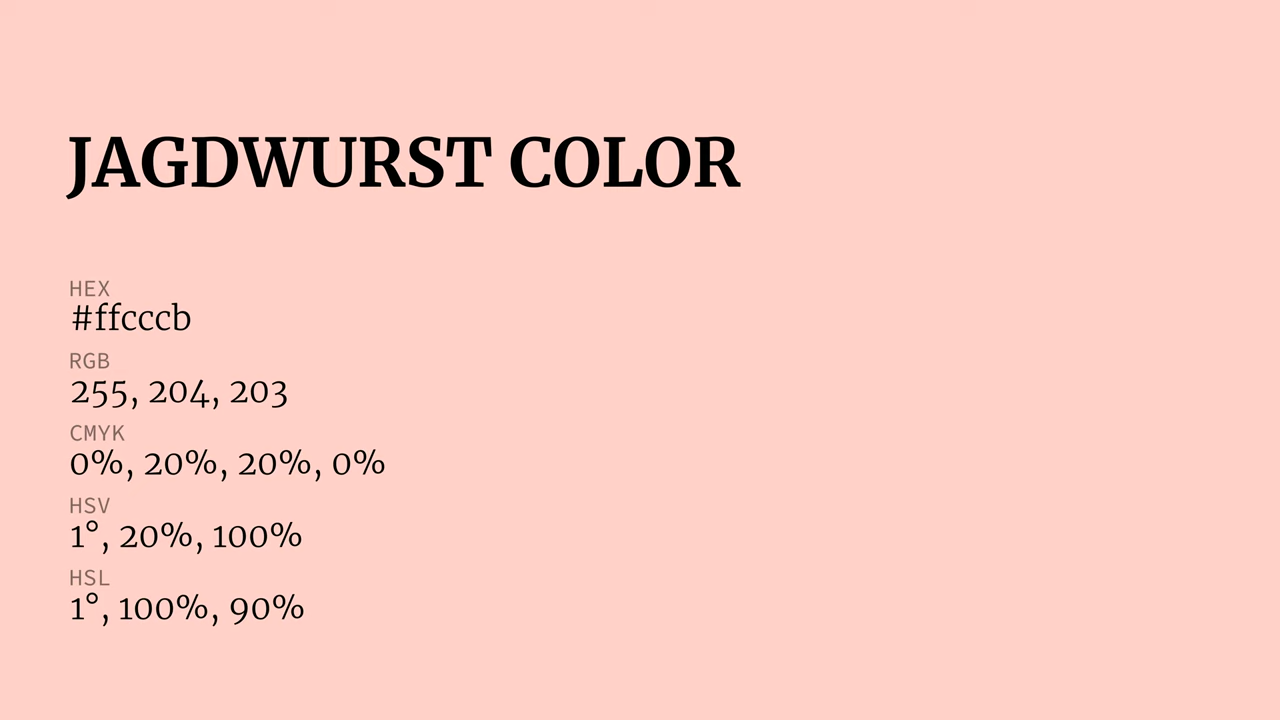 JAGDWURST COLOR
HEX
#ffcccb
RGB
255, 204, 203
CMYK
0%, 20%, 20%, 0%
HSV
1°, 20%, 100%
HSL
1°, 100%, 90%